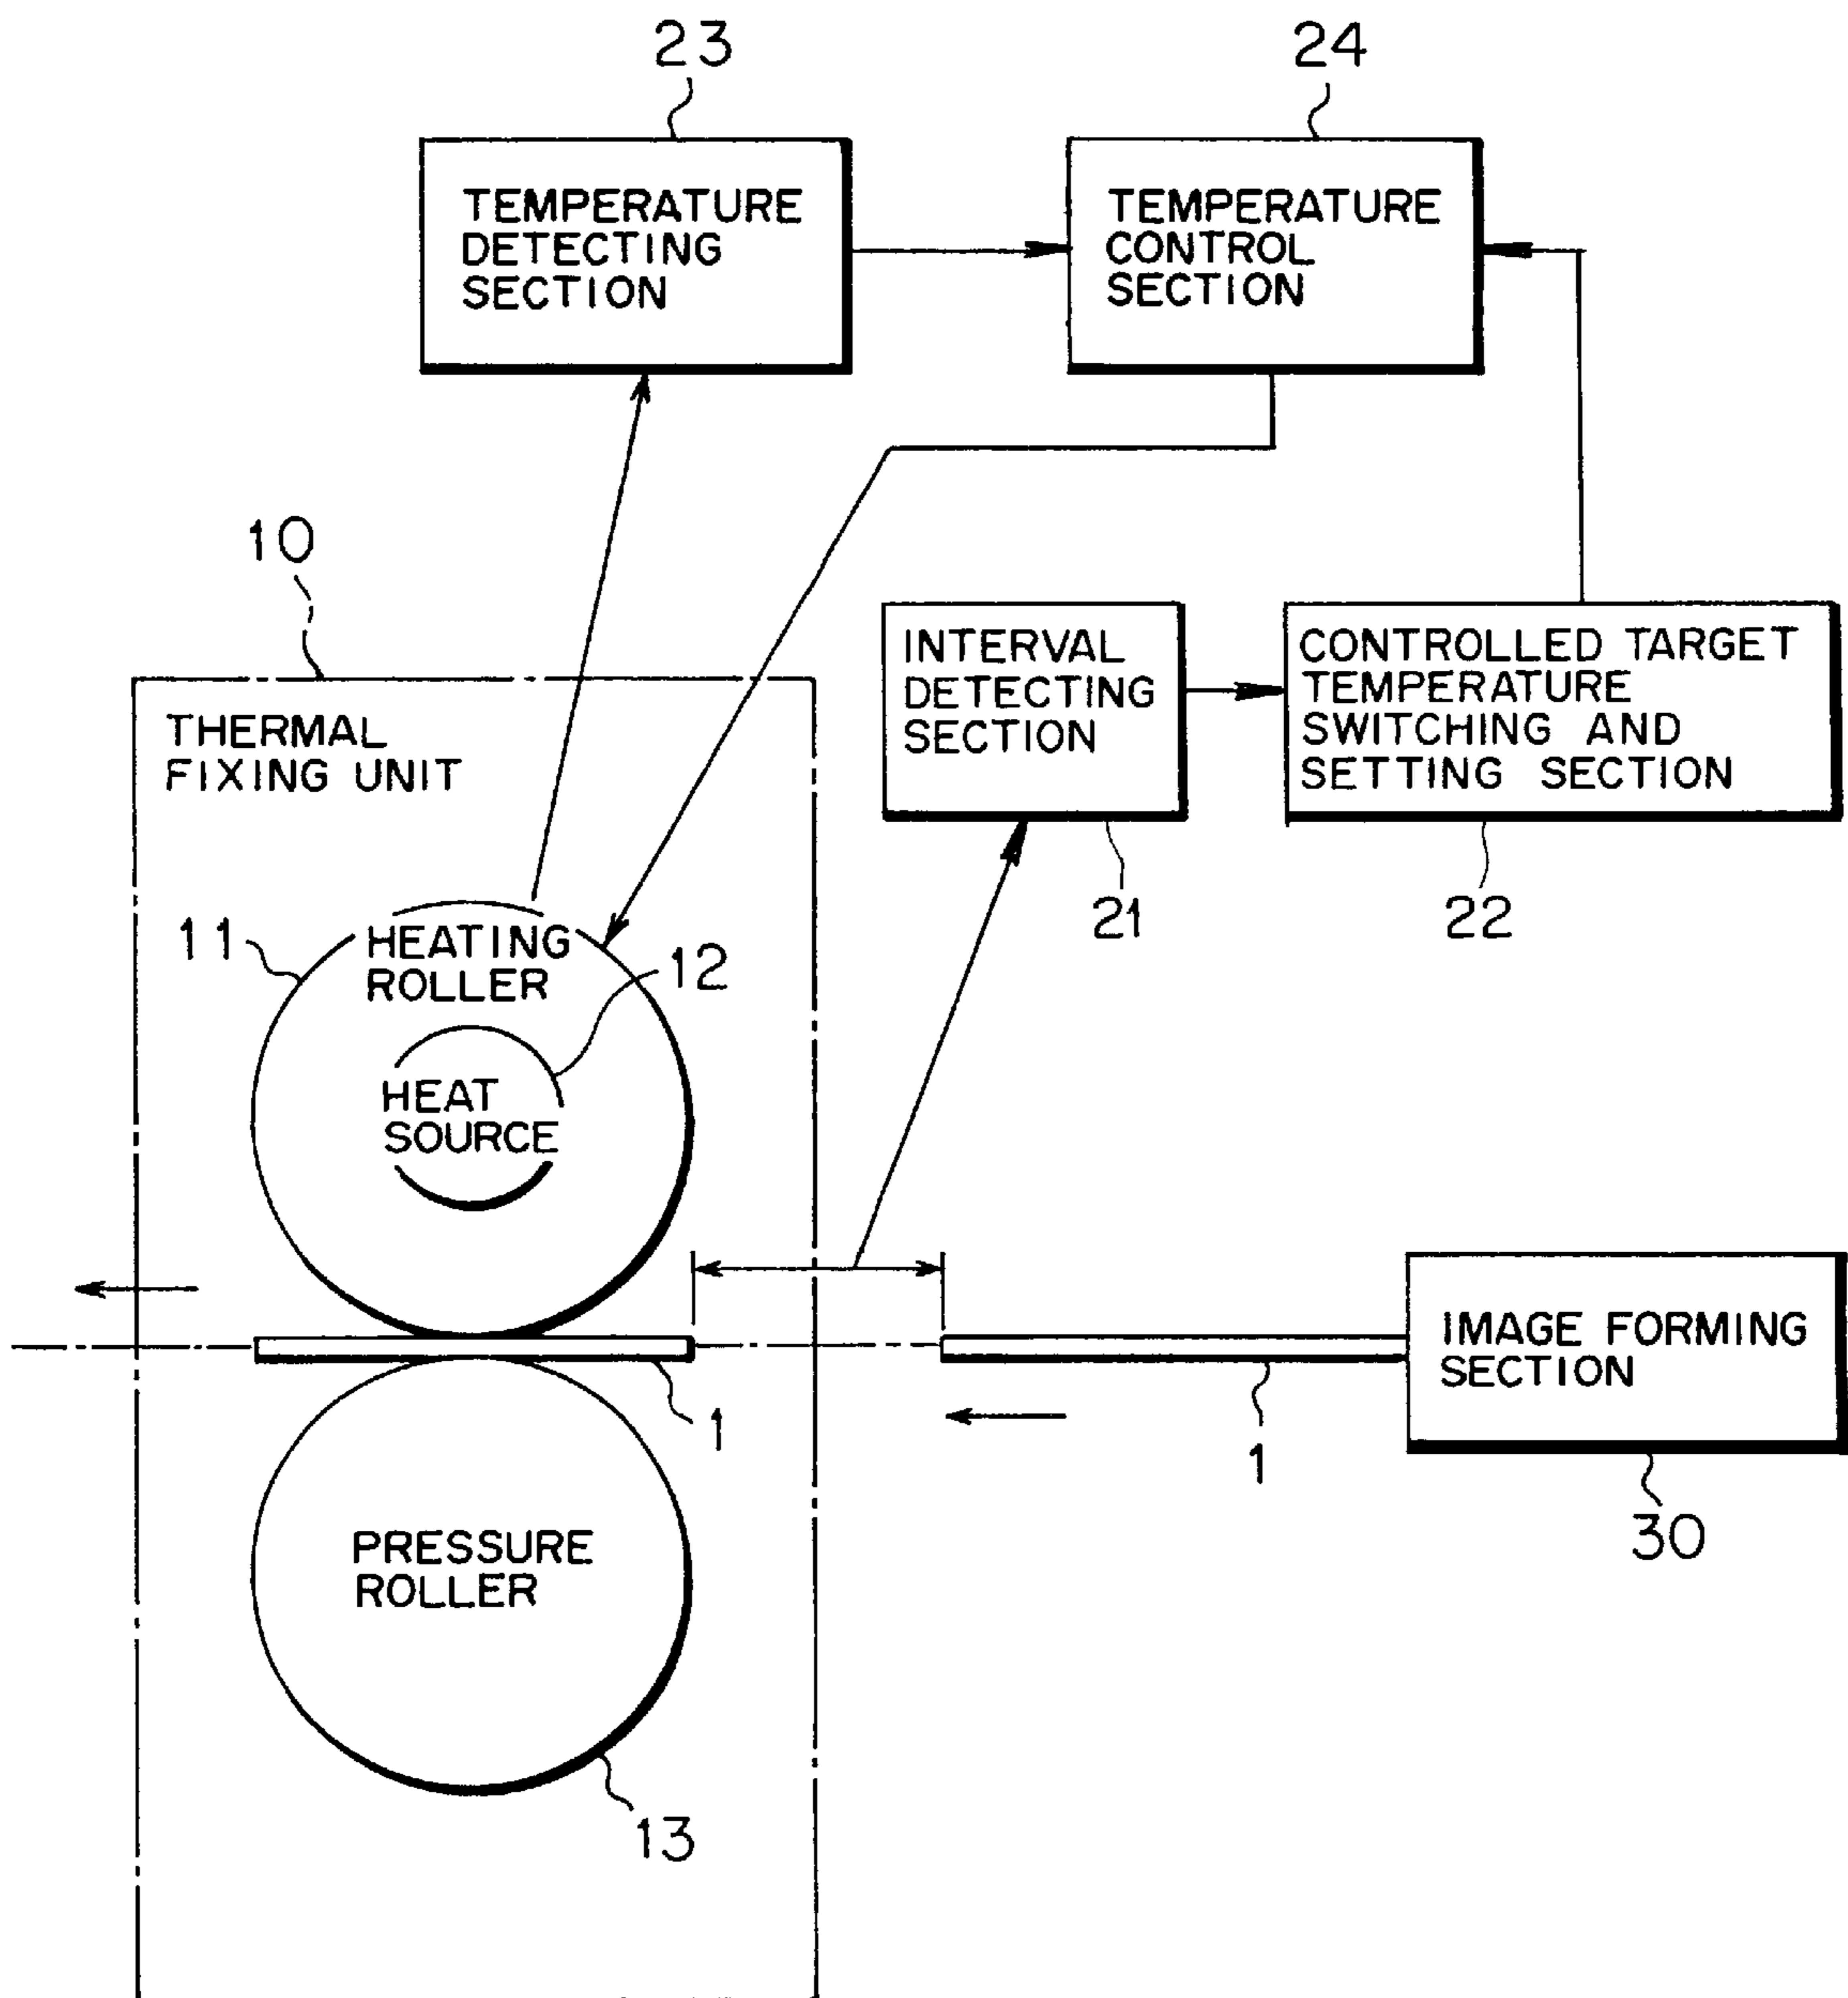 23
24
TEMPERATURE
DETECTING
SECTION
TEMPERATURE
CONTROL
SECTION
10
THERMAL
FIXING UNIT
INTERVAL
DETECTING
SECTION
CONTROLLED TARGET
TEMPERATURE
SWITCHING AND
SETTING SECTION
21
22
11
HEATING
ROLLER
12
HEAT
SOURCE
IMAGE FORMING
SECTION
1
1
30
PRESSURE
ROLLER
13